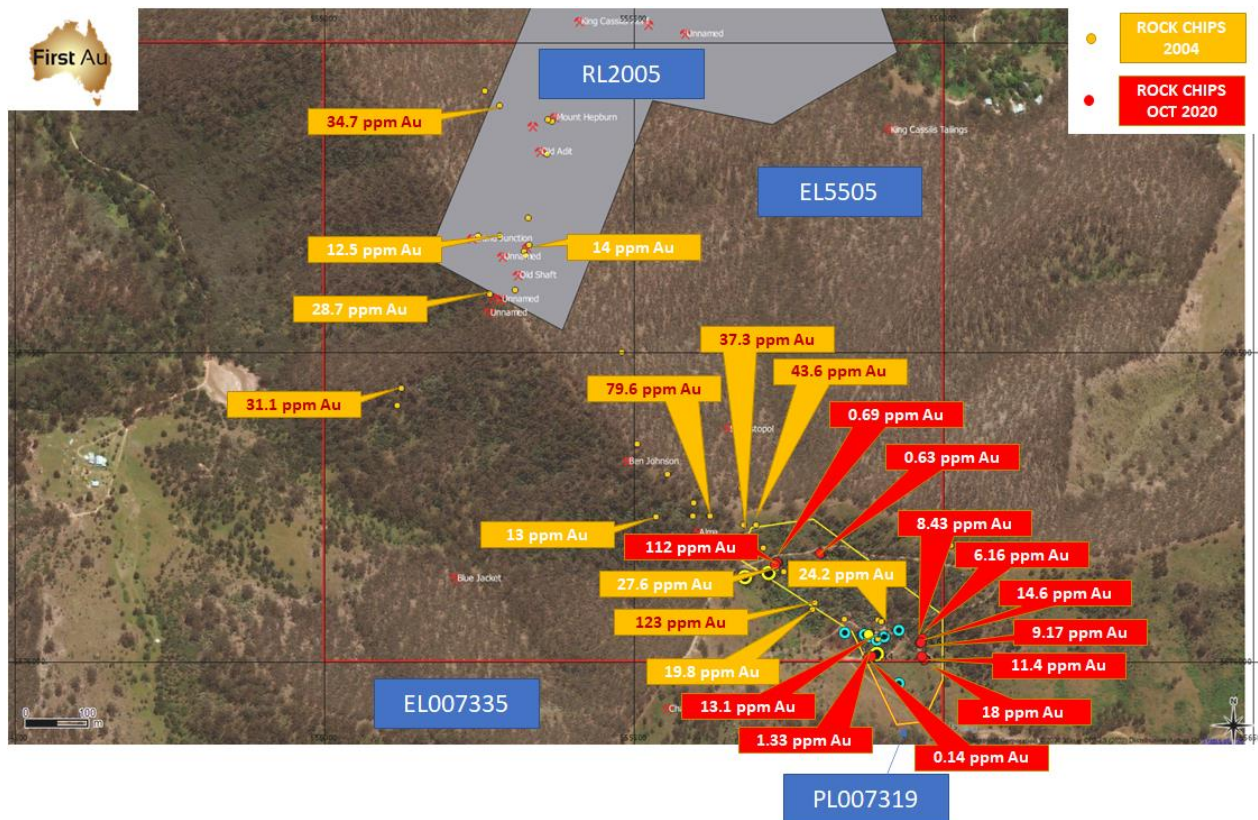 First Au
King Cassilis
Unnamed
ROCK CHIPS
2004
ROCK CHIPS
OCT 2020
RL2005
34.7 ppm Au
Mount Hepburn
King Cassilis Tailings
Old Adit
EL5505
Junction
12.5 ppm Au
14 ppm Au
Unnamed
Old Shaft
28.7 ppm Au
Unnamed
Unnamed
37.3 ppm Au
43.6 ppm Au
79.6 ppm Au
31.1 ppm Au
0.69 ppm Au
Ben Johnson
0.63 ppm Au
13 ppm Au
8.43 ppm Au
112 ppm Au
6.16 ppm Au
Blue Jacket
27.6 ppm Au
24.2 ppm Au
14.6 ppm Au
123 ppm Au
9.17 ppm Au
19.8 ppm Au
11.4 ppm Au
EL007335
13.1 ppm Au
18 ppm Au
0 100
m
1.33 ppm Au
0.14 ppm Au
N
PL007319